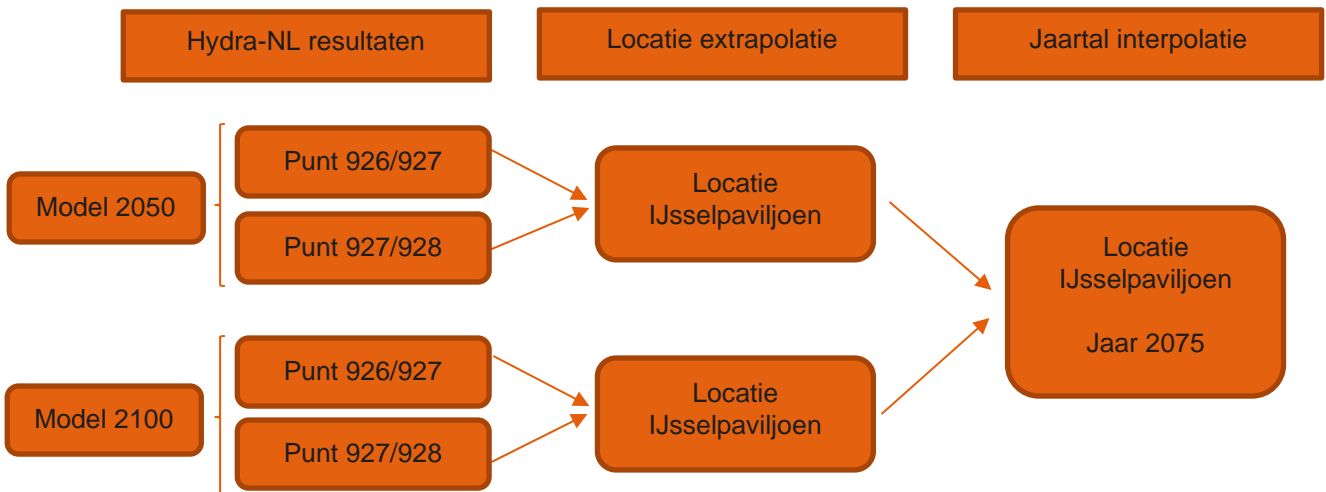 Hydra-NL resultaten
Locatie extrapolatie
Jaartal interpolatie
Model 2050
Punt 926/927
Punt 927/928
Locatie
IJsselpaviljoen
Model 2100
Punt 926/927
Punt 927/928
Locatie
IJsselpaviljoen
Locatie
IJsselpaviljoen
Jaar 2075